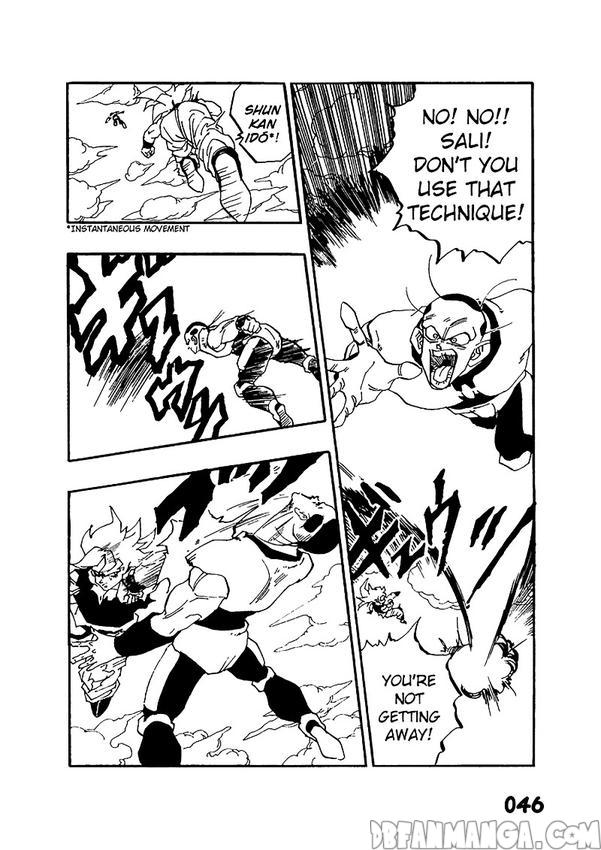 NO! NO!!
SALI!
DON'T YOU
USE THAT
TECHNIQUE!
YOU'RE
NOT
GETTING
AWAY!
SHUN
KAN
IDÓ*!
*INSTANTANEOUS MOVEMENT
046
DBFANMANGA.COM